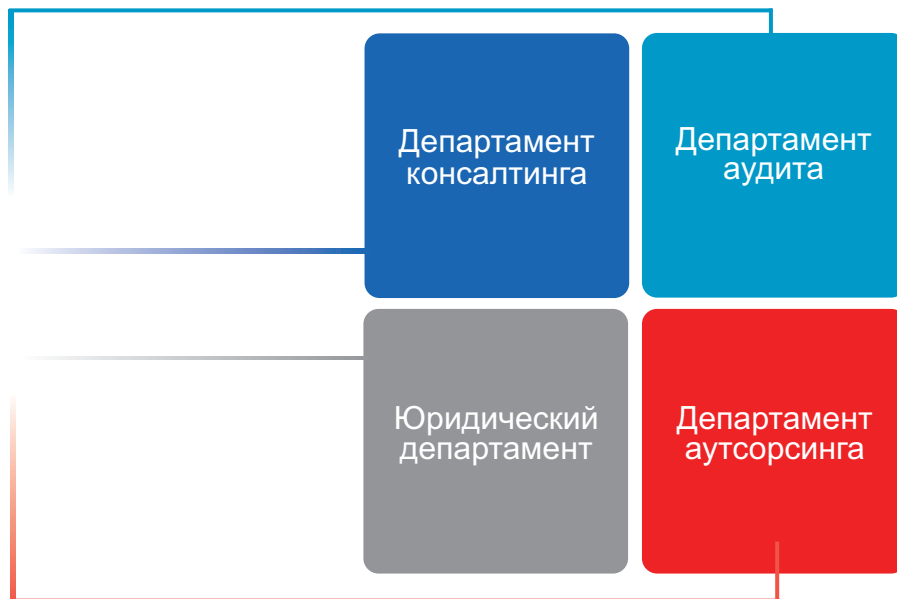 Департамент
консалтинга
Департамент
аудита
Юридический
департамент
Департамент
аутсорсинга